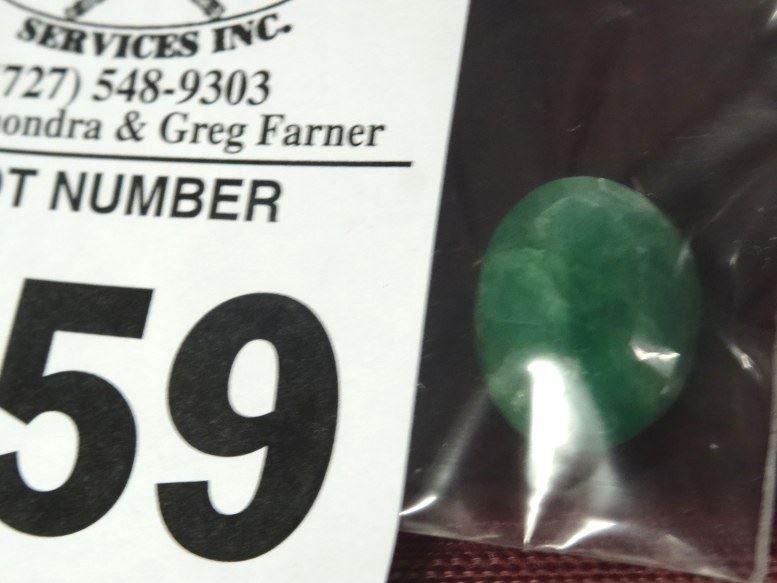 SERVICES INC.
727) 548-9303
ondra & Greg Farner
OT NUMBER
59